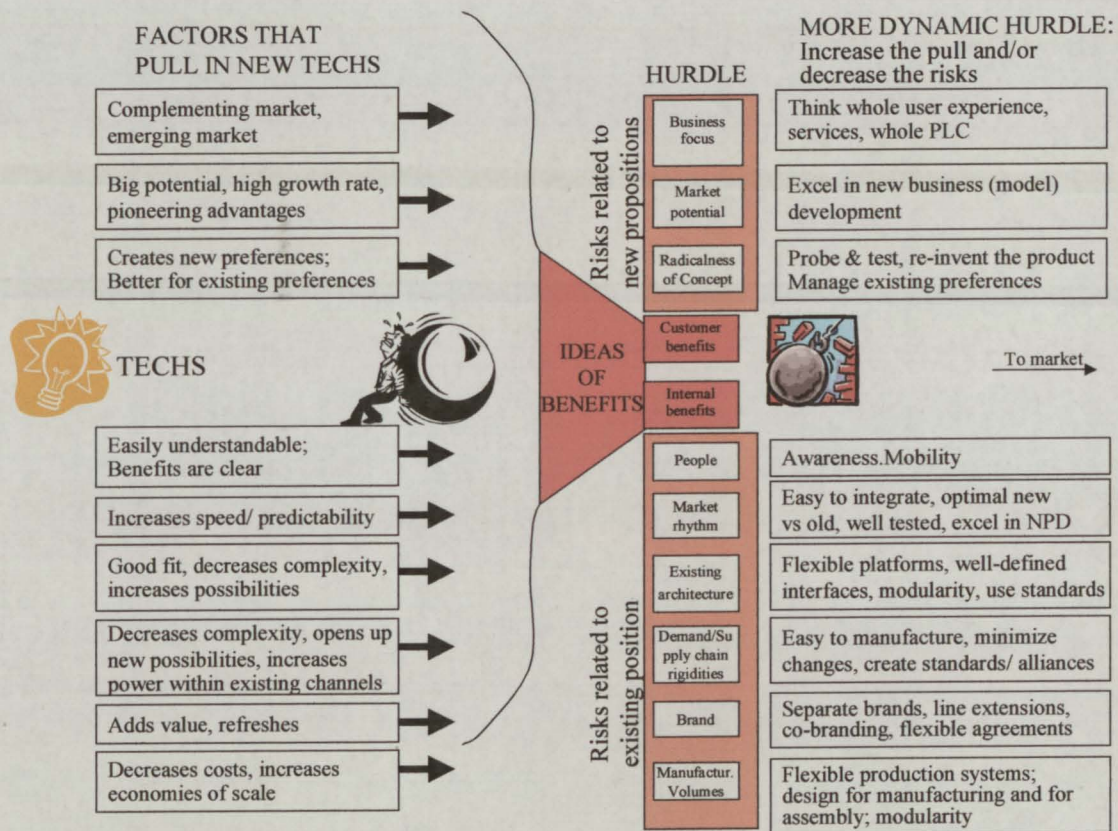 FACTORS THAT
PULL IN NEW TECHS
Complementing market,
emerging market
Big potential, high growth rate,
pioneering advantages
Creates new preferences;
Better for existing preferences
TECHS
Easily understandable;
Benefits are clear
Increases speed/ predictability
Good fit, decreases complexity,
increases possibilities
Decreases complexity, opens up
new possibilities, increases
power within existing channels
Adds value, refreshes
Decreases costs, increases
economies of scale
IDEAS
OF
BENEFITS
HURDLE
Risks related to
new propositions
Business
focus
Market
potential
Radicalness
of Concept
Customer
benefits
Internal
benefits
Risks related to
existing position
People
Market
rhythm
Existing
architecture
Demand/Su
pply chain
rigidities
Brand
Manufactur.
Volumes
MORE DYNAMIC HURDLE:
Increase the pull and/or
decrease the risks
Think whole user experience,
services, whole PLC
Excel in new business (model)
development
Probe & test, re-invent the product
Manage existing preferences
To market
Awareness.Mobility
Easy to integrate, optimal new
vs old, well tested, excel in NPD
Flexible platforms, well-defined
interfaces, modularity, use standards
Easy to manufacture, minimize
changes, create standards/ alliances
Separate brands, line extensions,
co-branding, flexible agreements
Flexible production systems;
design for manufacturing and for
assembly; modularity